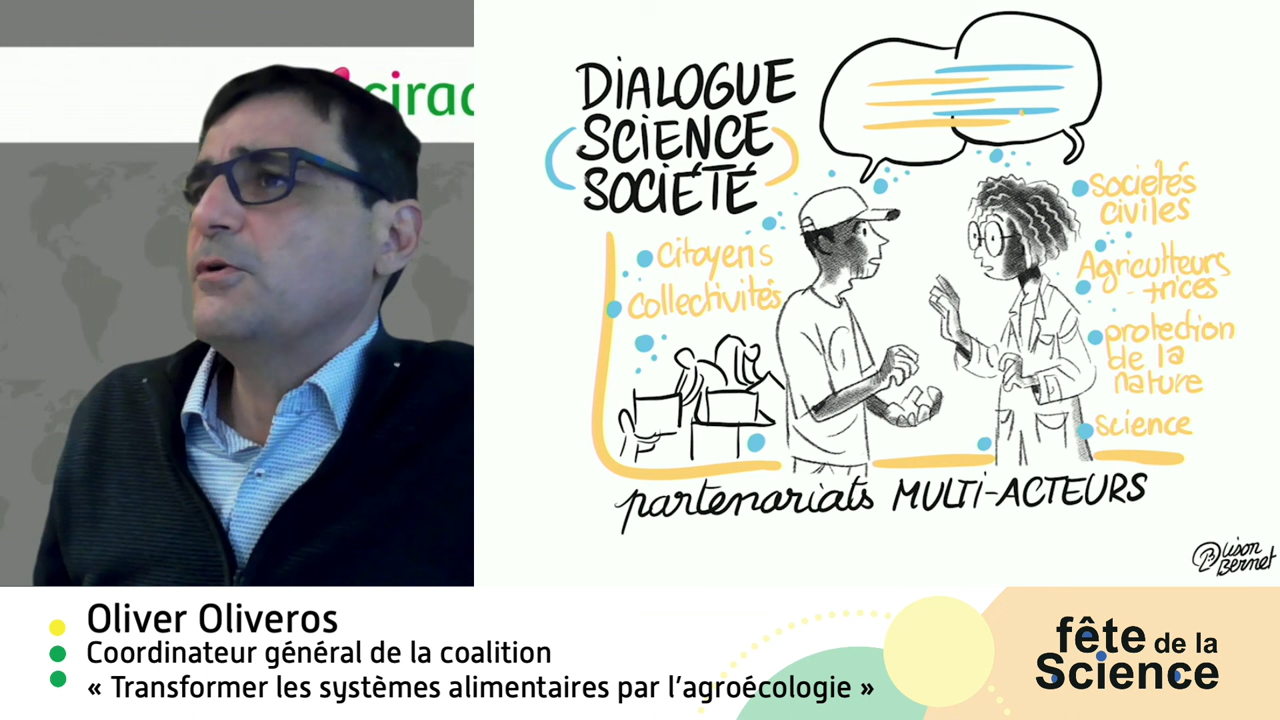 cirad
DiALOGUE
SCiENCE
SOCiÉTÉ
Citoyens
Collectivités
Sociétés
civiles
Agriculteurs
-trices
protection
de la
nature
science
partenariats MULTi-ACTEURS
Alison
Bernet
Oliver Oliveros
Coordinateur général de la coalition
« Transformer les systèmes alimentaires par l'agroécologie »
fête de la
Science